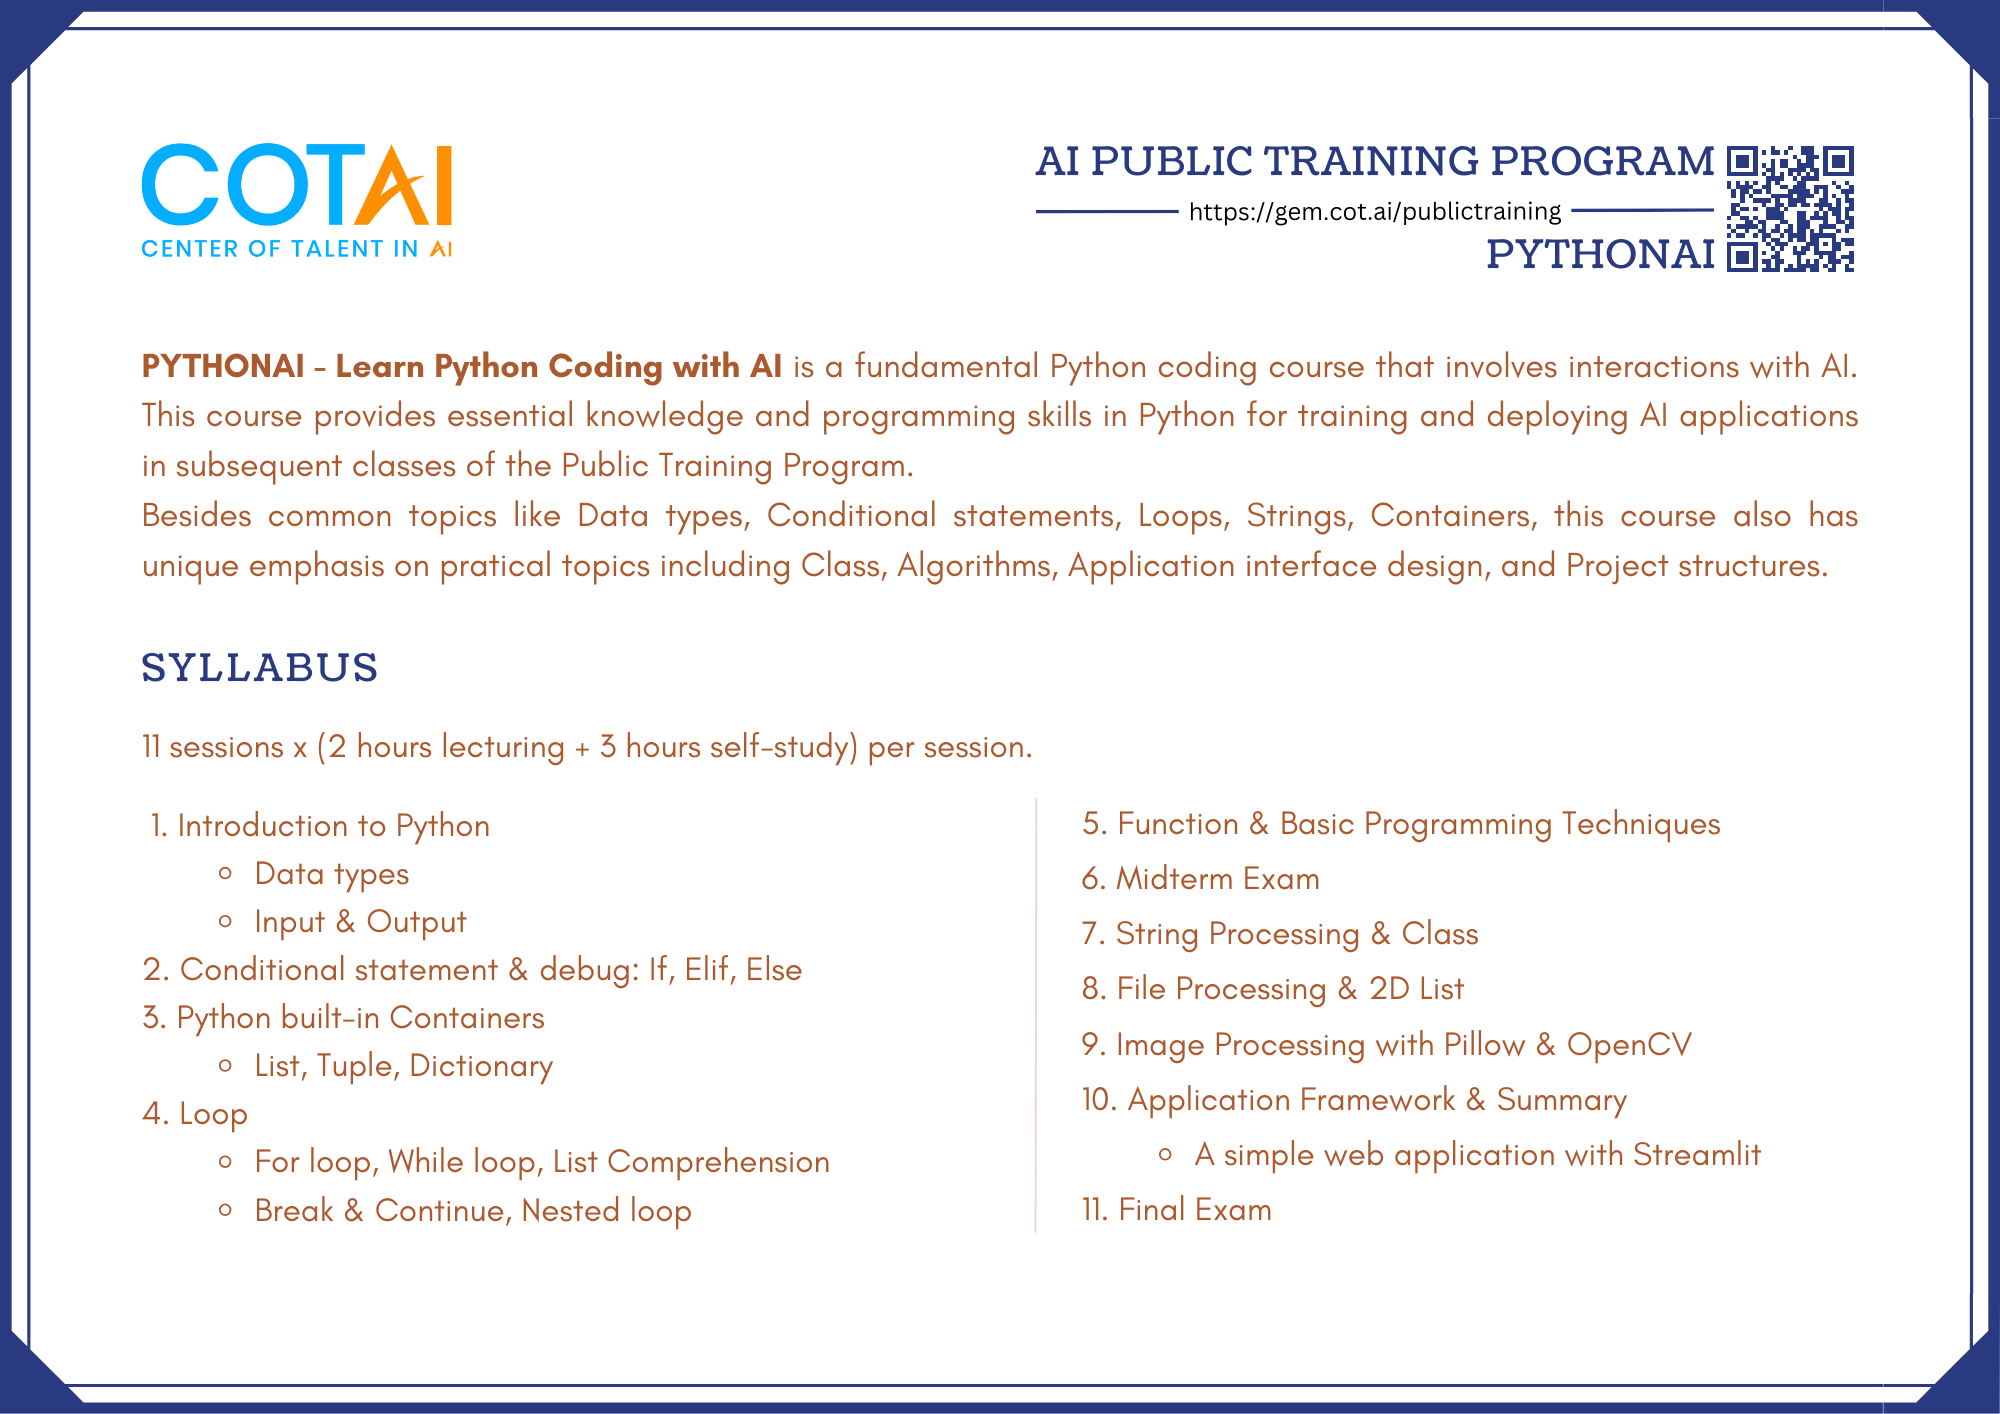 COTAI
CENTER OF TALENT IN AI
AI PUBLIC TRAINING PROGRAM
https://gem.cot.ai/publictraining
PYTHONAI
PYTHONAI - Learn Python Coding with AI is a fundamental Python coding course that involves interactions with AI.
This course provides essential knowledge and programming skills in Python for training and deploying AI applications
in subsequent classes of the Public Training Program.
Besides common topics like Data types, Conditional statements, Loops, Strings, Containers, this course also has
unique emphasis on pratical topics including Class, Algorithms, Application interface design, and Project structures.
SYLLABUS
11 sessions x (2 hours lecturing + 3 hours self-study) per session.
1. Introduction to Python
○ Data types
○ Input & Output
2. Conditional statement & debug: If, Elif, Else
3. Python built-in Containers
○ List, Tuple, Dictionary
4. Loop
○ For loop, While loop, List Comprehension
○ Break & Continue, Nested loop
5. Function & Basic Programming Techniques
6. Midterm Exam
7. String Processing & Class
8. File Processing & 2D List
9. Image Processing with Pillow & OpenCV
10. Application Framework & Summary
○ A simple web application with Streamlit
11. Final Exam